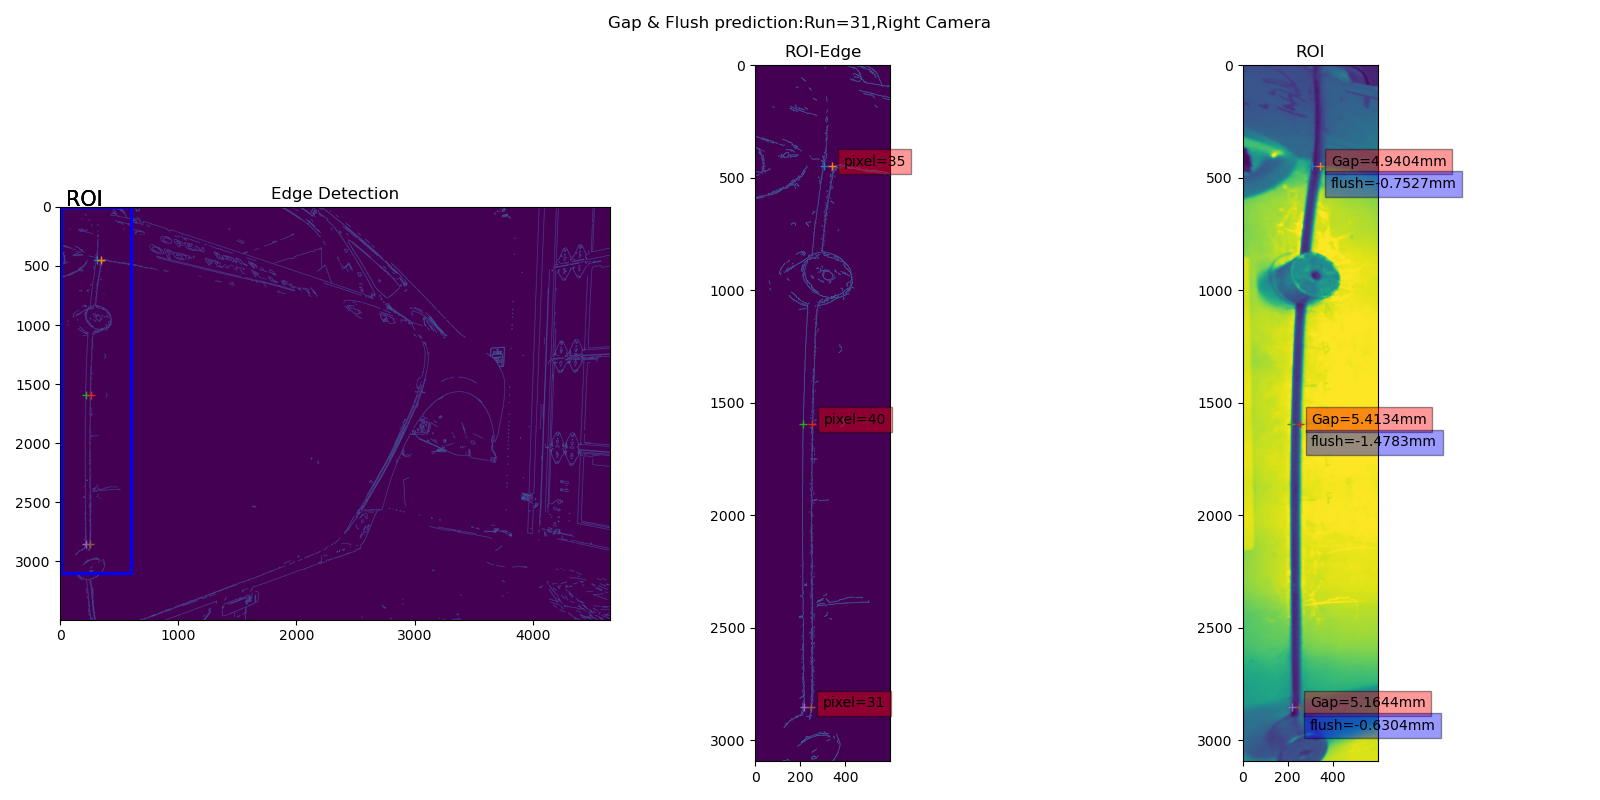 Gap & Flush prediction:Run=31,Right Camera
Edge Detection
ROI
0
500
1000
1500
2000
2500
3000
0
1000
2000
3000
4000
ROI-Edge
0
500
1000
1500
2000
2500
3000
0
200
400
pixel=35
pixel=40
pixel=31
ROI
0
500
1000
1500
2000
2500
3000
0
200
400
Gap=4.9404mm
flush=-0.7527mm
Gap=5.4134mm
flush=-1.4783mm
Gap=5.1644mm
flush=-0.6304mm